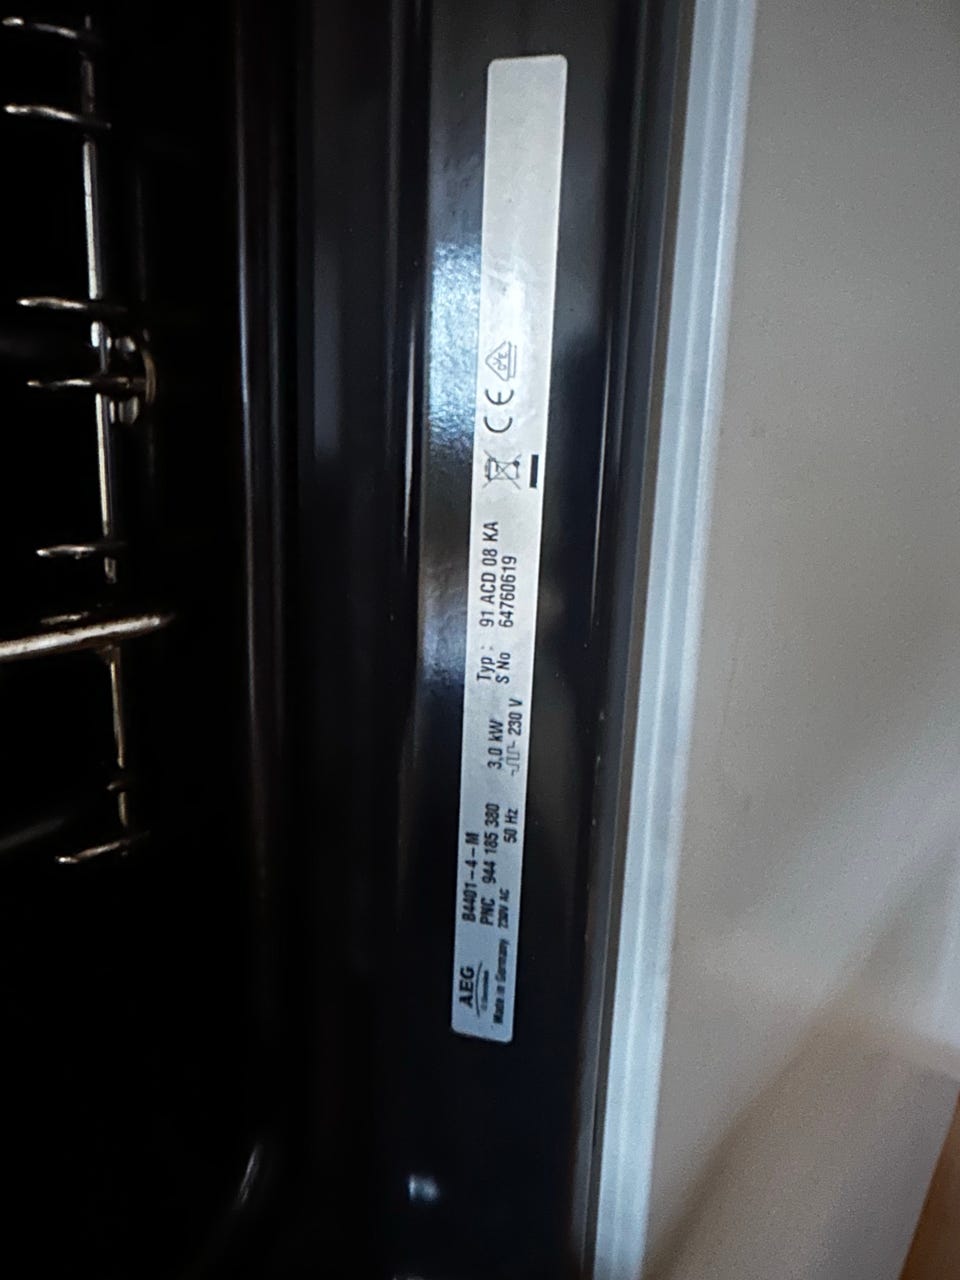 AEG
Electrolux
Made in Germany
B4401-4-M
PNC 944 185 380
230V AC 50 Hz
3,0 kW
230 V
Typ : 91 ACD 08 KA
S No 64760619
CE